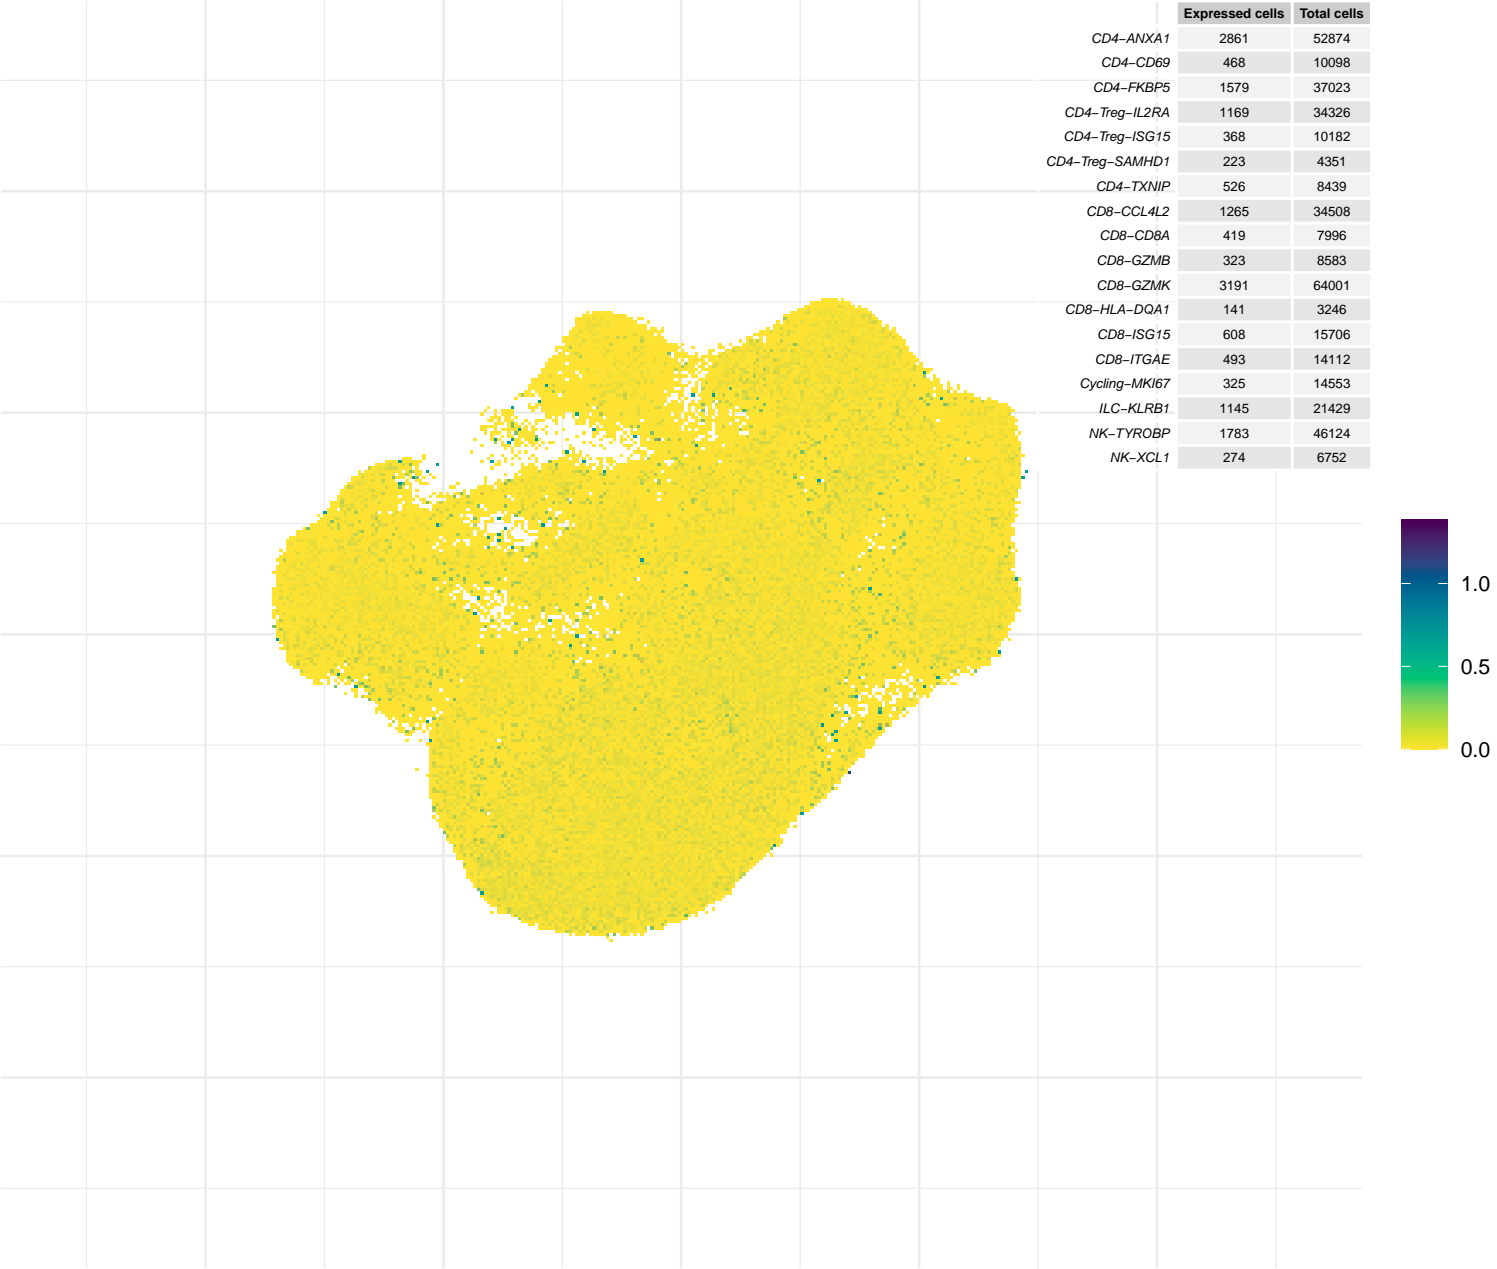 Expressed cells Total cells
CD4−ANXA1 2861 52874
CD4−CD69 468 10098
CD4−FKBP5 1579 37023
CD4−Treg−IL2RA 1169 34326
CD4−Treg−ISG15 368 10182
CD4−Treg−SAMHD1 223 4351
CD4−TXNIP 526 8439
CD8−CCL4L2 1265 34508
CD8−CD8A 419 7996
CD8−GZMB 323 8583
CD8−GZMK 3191 64001
CD8−HLA−DQA1 141 3246
CD8−ISG15 608 15706
CD8−ITGAE 493 14112
Cycling−MKI67 325 14553
ILC−KLRB1 1145 21429
NK−TYROBP 1783 46124
NK−XCL1 274 6752
1.0
0.5
0.0